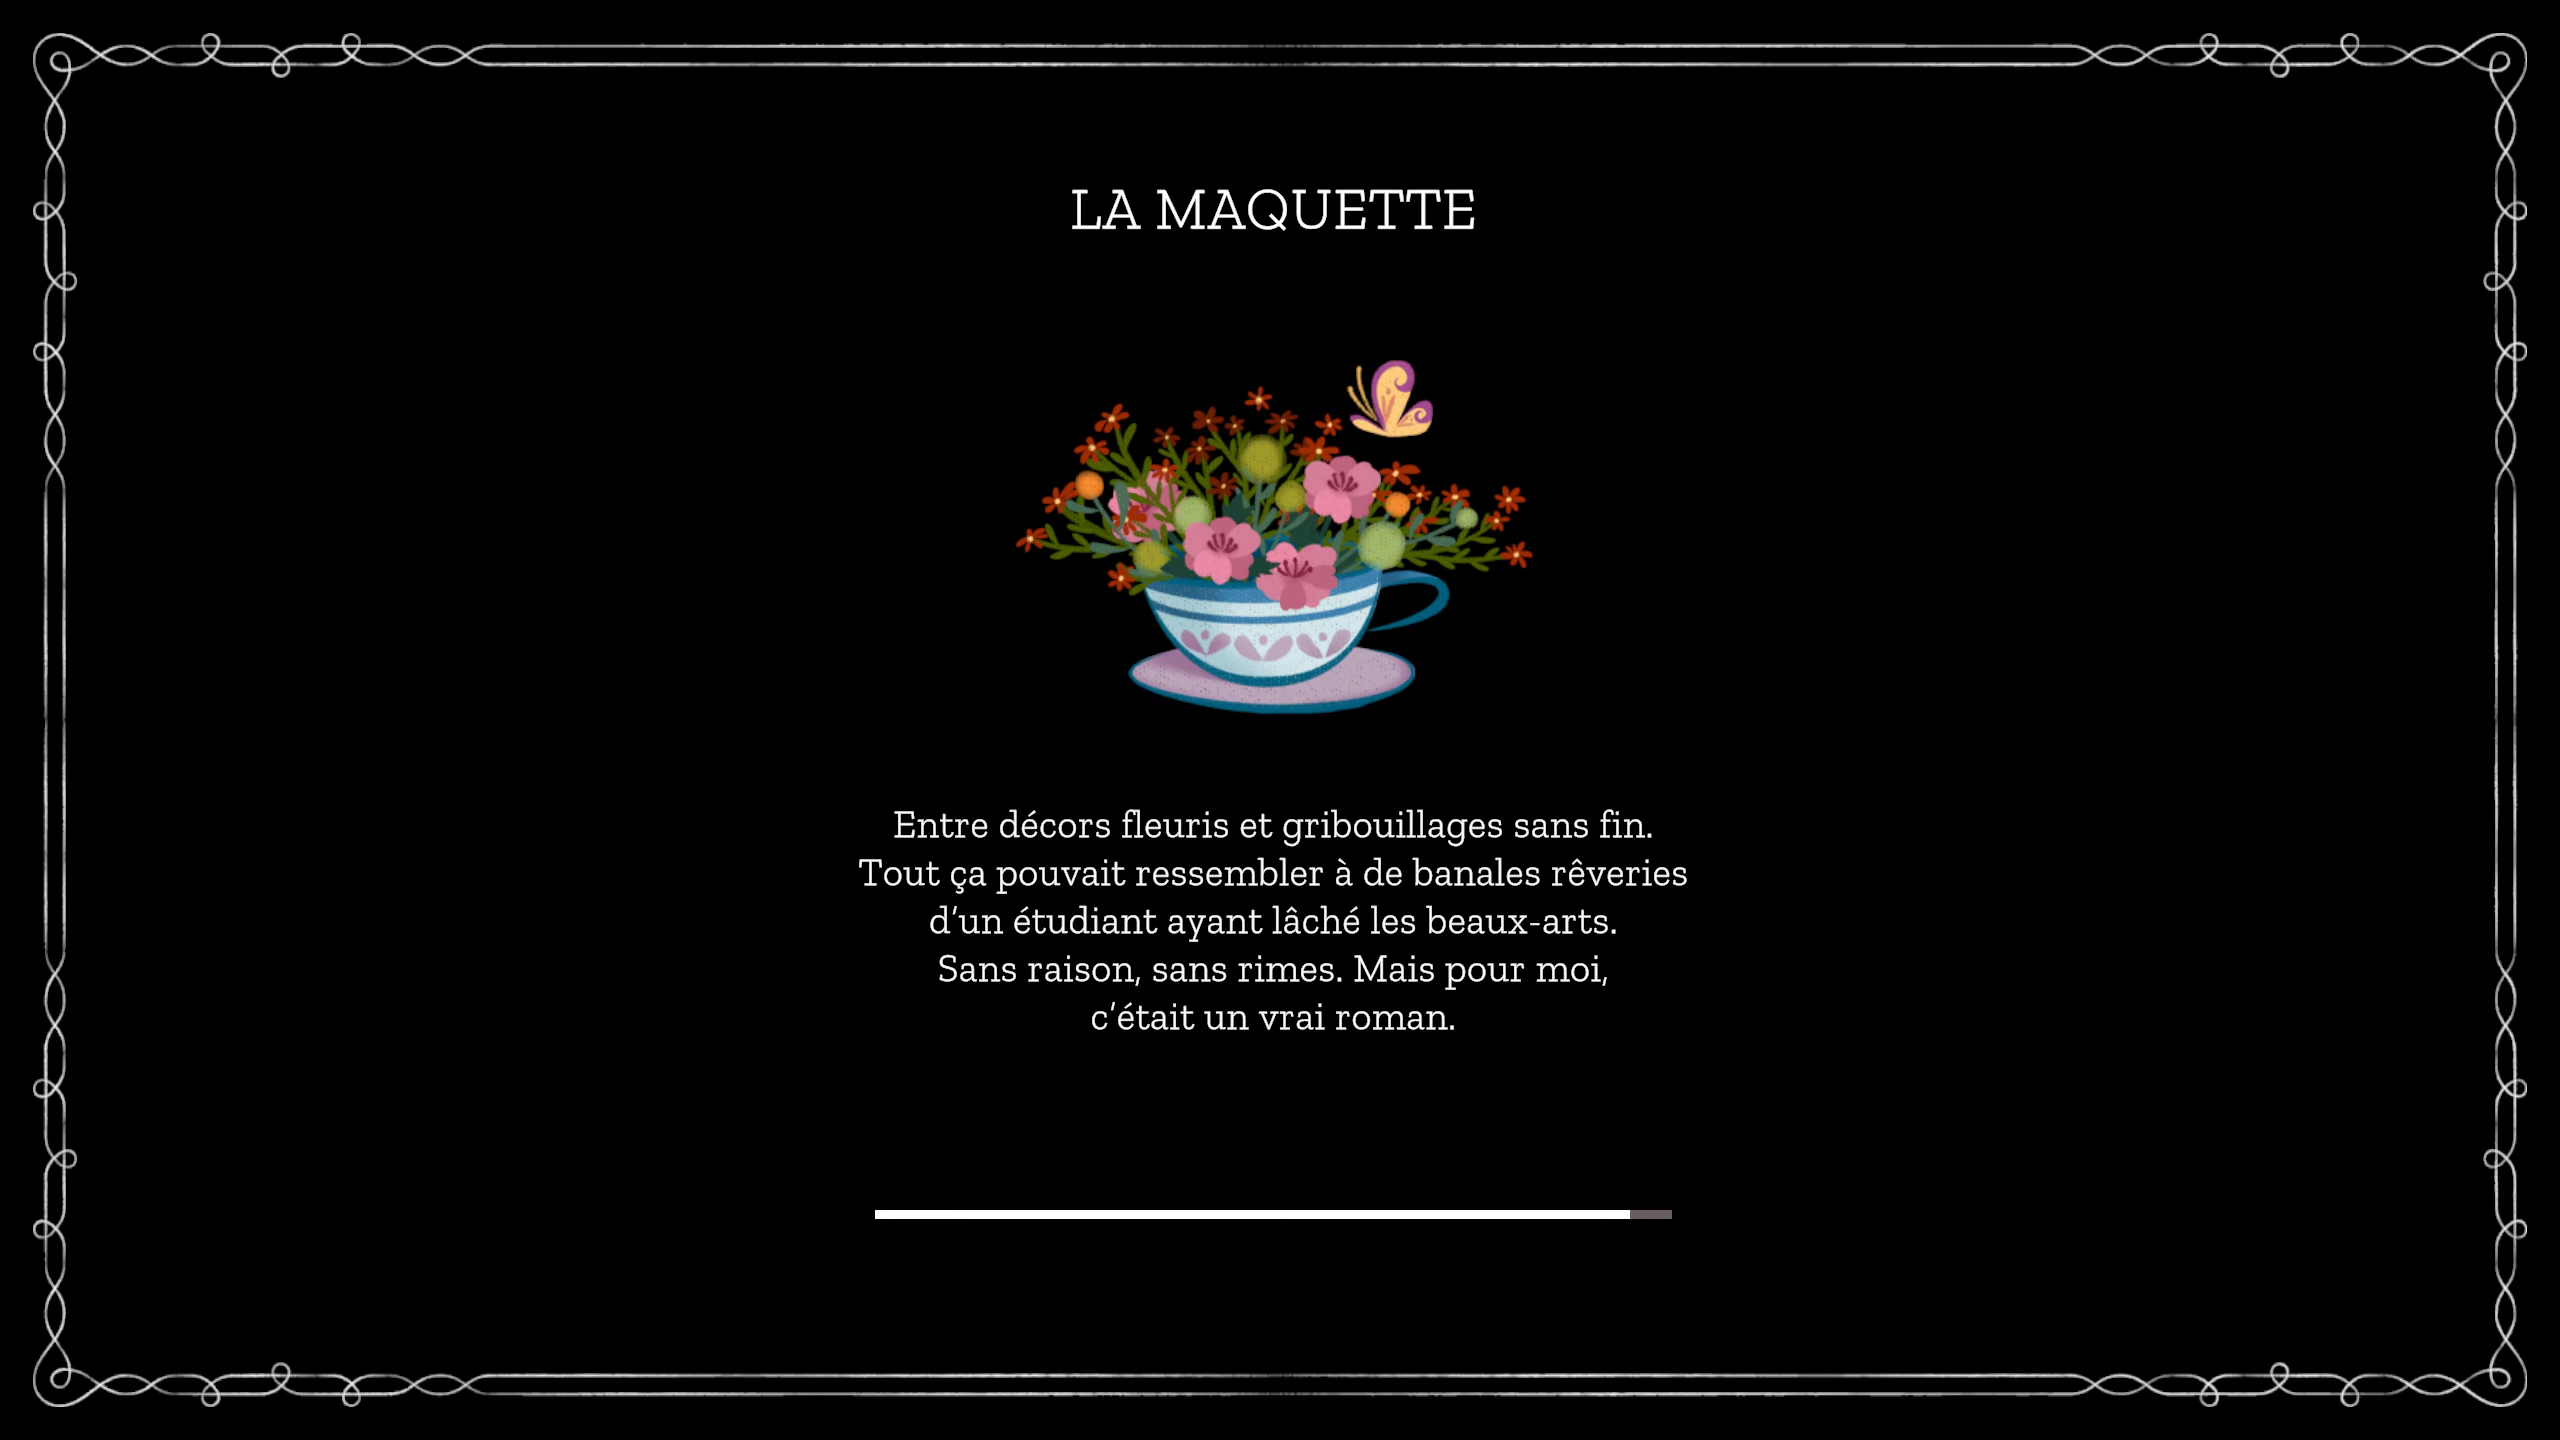 LA MAQUETTE
Entre décors fleuris et gribouillages sans fin.
Tout ça pouvait ressembler à de banales rêveries
d’un étudiant ayant lâché les beaux-arts.
Sans raison, sans rimes. Mais pour moi,
c’était un vrai roman.